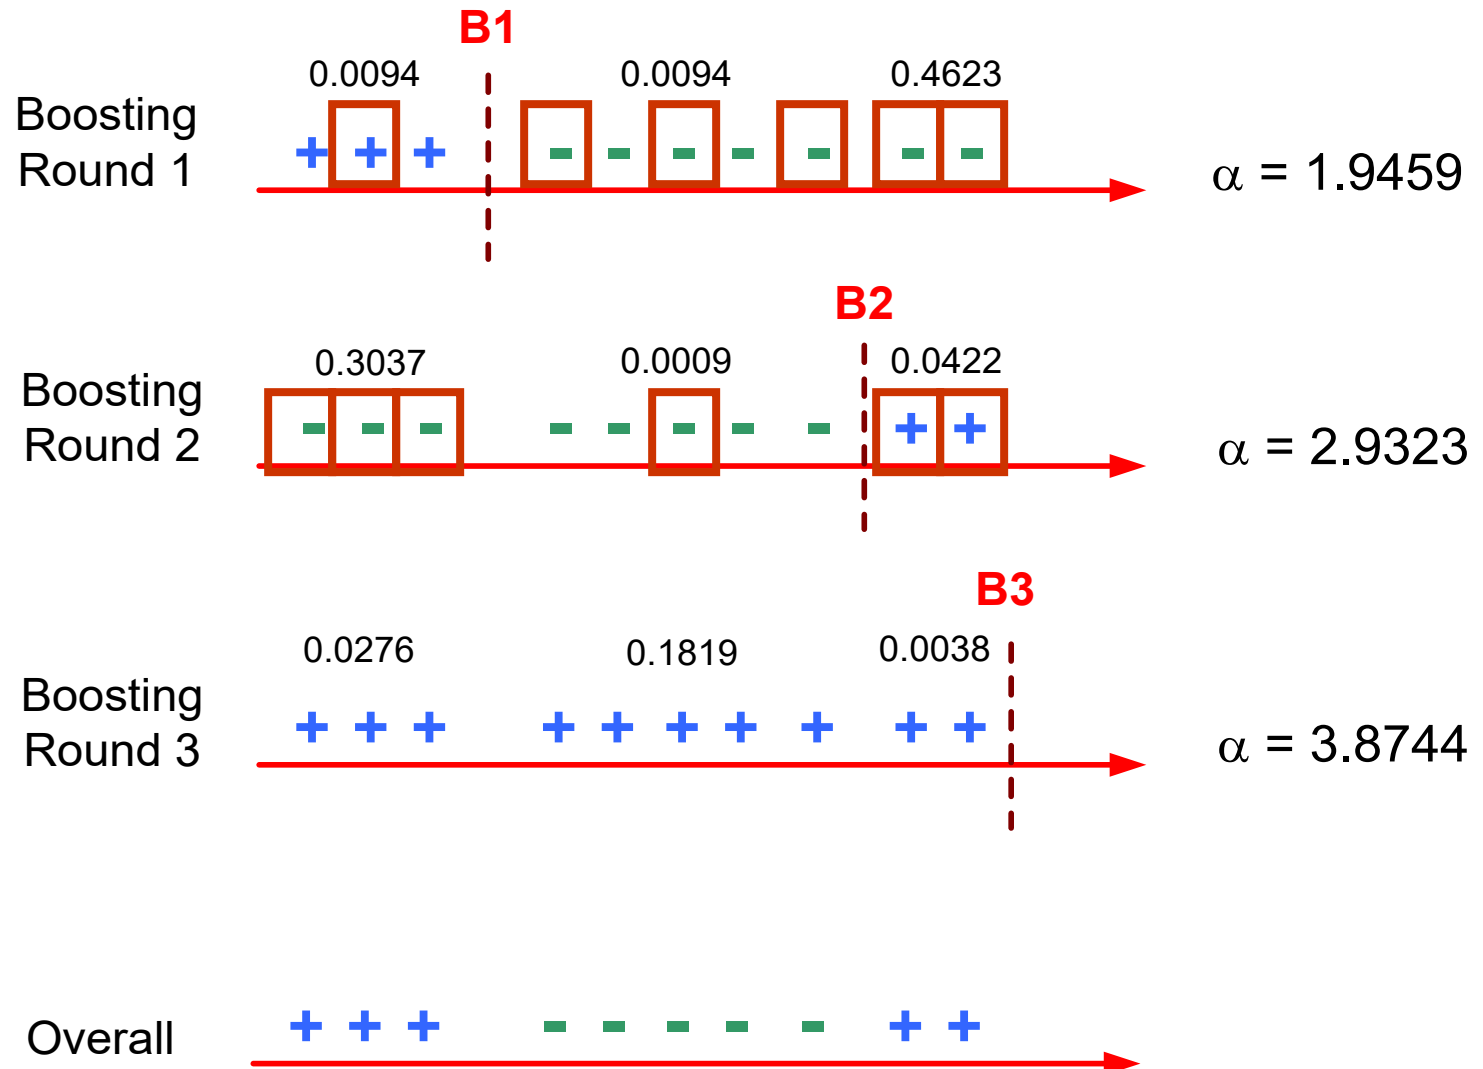 B1
0.0094 0.0094 0.4623
Boosting
Round 1
+ + + - - - - - - -
α = 1.9459
B2
0.3037 0.0009 0.0422
Boosting
Round 2
- - - - - - - - + +
α = 2.9323
B3
0.0276 0.1819 0.0038
Boosting
Round 3
+ + + + + + + + + +
α = 3.8744
Overall
+ + + - - - - - + +